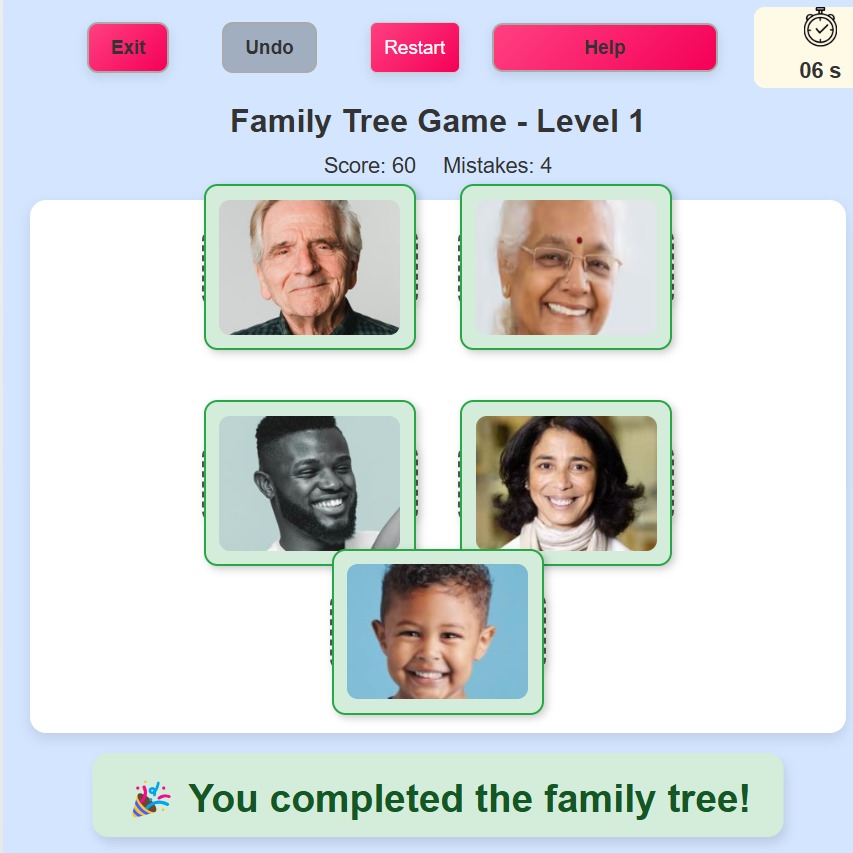 Exit Undo Restart Help
06 s
Family Tree Game - Level 1
Score: 60 Mistakes: 4
You completed the family tree!